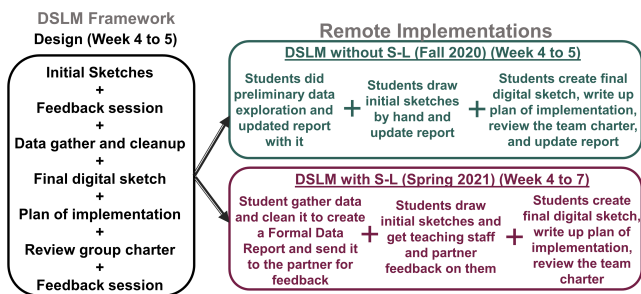 DSLM Framework
Design (Week 4 to 5)
Initial Sketches
+
Feedback session
+
Data gather and cleanup
+
Final digital sketch
+
Plan of implementation
+
Review group charter
+
Feedback session
Remote Implementations
DSLM without S-L (Fall 2020) (Week 4 to 5)
Students did
preliminary data
exploration and
updated report
with it
+
Students draw
initial sketches
by hand and
update report
+
Students create final
digital sketch, write up
plan of implementation,
review the team charter,
and update report
DSLM with S-L (Spring 2021) (Week 4 to 7)
Student gather data
and clean it to create
a Formal Data
Report and send it
to the partner for
feedback
+
Students draw
initial sketches and
get teaching staff
and partner
feedback on them
+
Students create
final digital sketch,
write up plan of
implementation,
review the team
charter